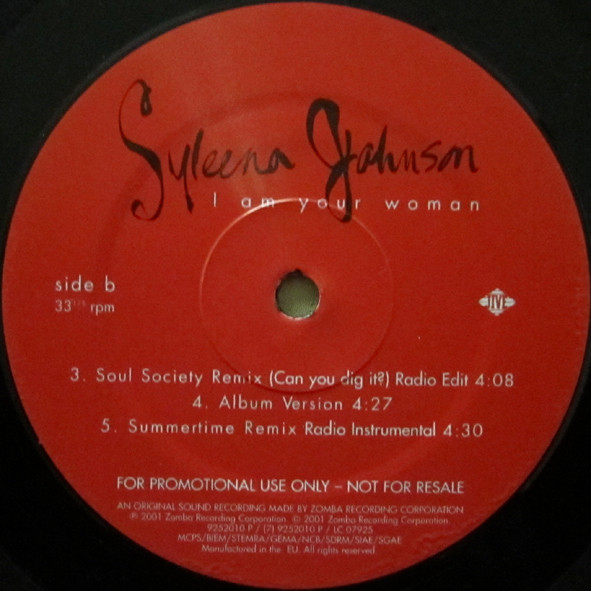 Syleena Johnson
I am your woman
side b
33 1/3 rpm
JIVE
3. Soul Society Remix (Can you dig it?) Radio Edit 4:08
4. Album Version 4:27
5. Summertime Remix Radio Instrumental 4:30
FOR PROMOTIONAL USE ONLY – NOT FOR RESALE
AN ORIGINAL SOUND RECORDING MADE BY ZOMBA RECORDING CORPORATION
℗ 2001 Zomba Recording Corporation. © 2001 Zomba Recording Corporation
9252010 P / (7) 9252010 P / LC 07925
MCPS/BIEM/STEMRA/GEMA/NCB/SDRM/SIAE/SGAE
Manufactured in the EU. All rights reserved